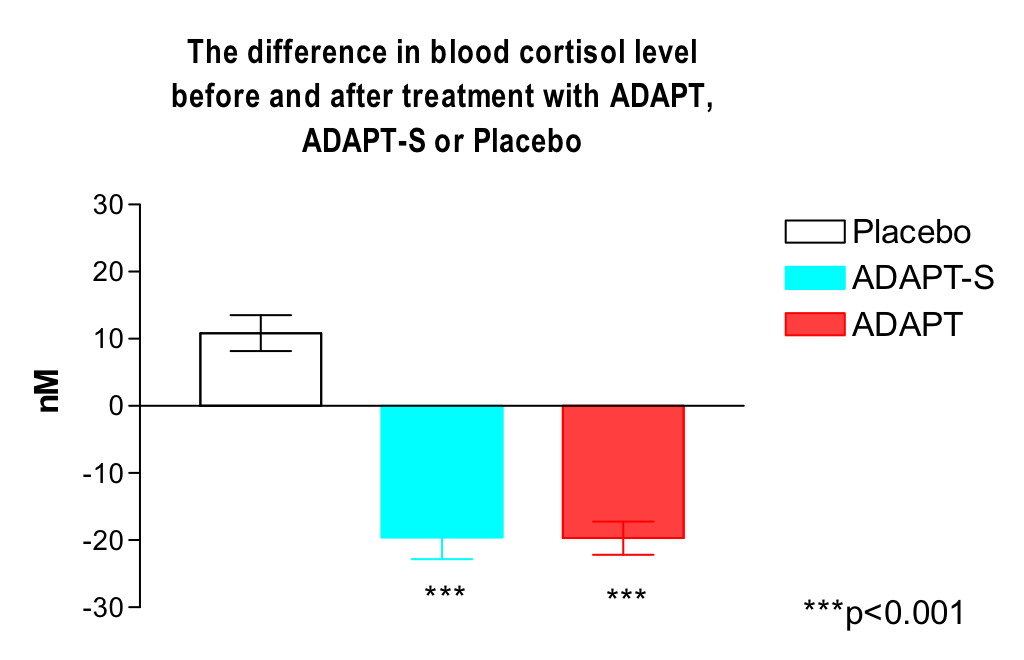 The difference in blood cortisol level
before and after treatment with ADAPT,
ADAPT-S or Placebo
30
20
10
0
-10
-20
-30
nM
Placebo
ADAPT-S
ADAPT
***
***
***p<0.001